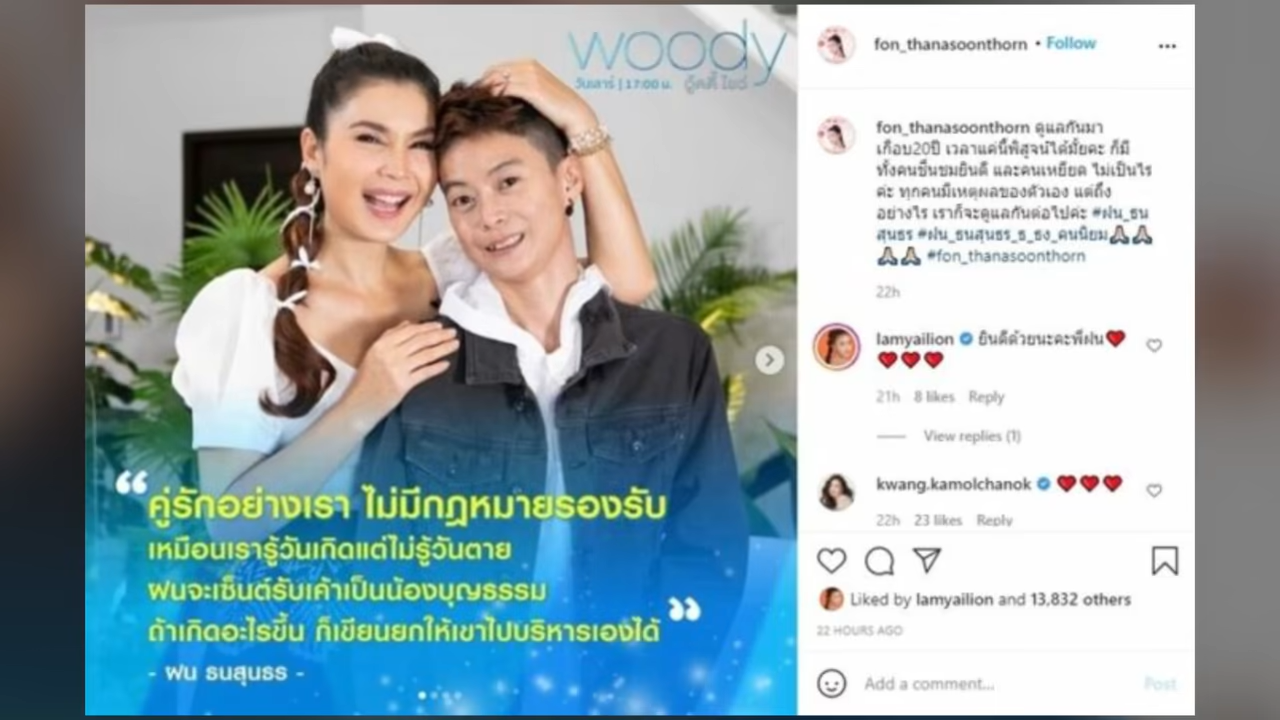 woody
วันเสาร์ | 17:00 น. วู้ดดี้ โชว์
“คู่รักอย่างเรา ไม่มีกฎหมายรองรับ
เหมือนเรารู้วันเกิดแต่ไม่รู้วันตาย
ฝนจะเซ็นต์รับเค้าเป็นน้องบุญธรรม
ถ้าเกิดอะไรขึ้น ก็เขียนยกให้เขาไปบริหารเองได้”
- ฝน ธนสุนธร -
fon_thanasoonthorn • Follow
fon_thanasoonthorn ดูแลกันมา
เกือบ20ปี เวลาแค่นี้พิสูจน์ได้มั้ยคะ ก็มี
ทั้งคนชื่นชมยินดี และคนเหยียด ไม่เป็นไร
ค่ะ ทุกคนมีเหตุผลของตัวเอง แต่ถึง
อย่างไร เราก็จะดูแลกันต่อไปค่ะ #ฝน_ธน
สุนธร #ฝน_ธนสุนธร_ธ_ธง_คนนิยม🙏🏻🙏🏻
🙏🏻🙏🏻 #fon_thanasoonthorn
22h
lamyailion ยินดีด้วยนะคะพี่ฝน❤️
❤️❤️❤️
21h 8 likes Reply
View replies (1)
kwang.kamolchanok ❤️❤️❤️
22h 23 likes Reply
Liked by lamyailion and 13,832 others
22 HOURS AGO
Add a comment... Post